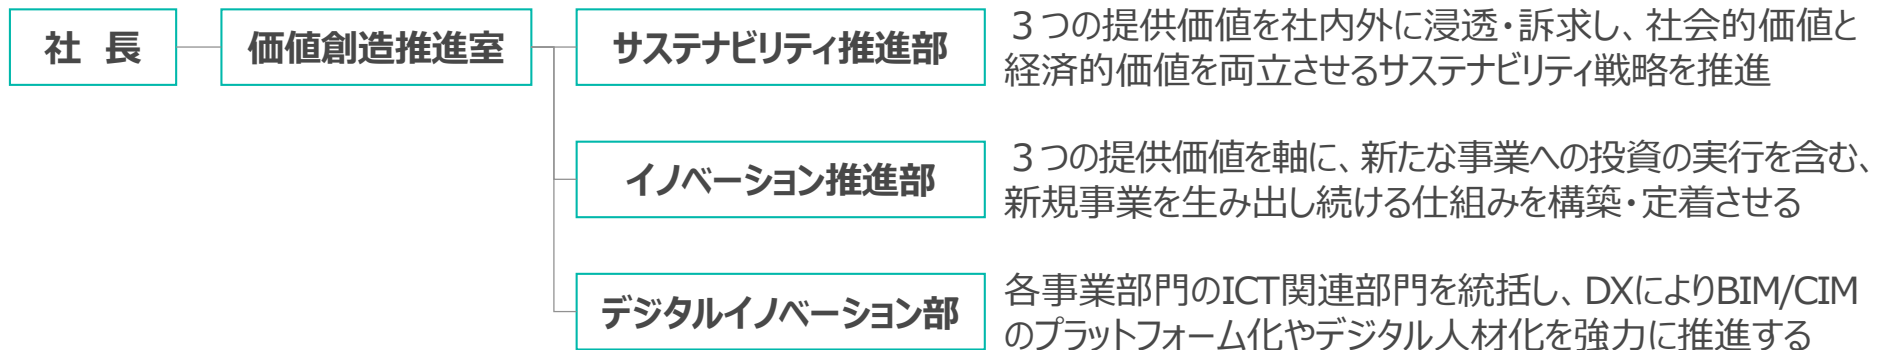 社 長
価値創造推進室
サステナビリティ推進部
３つの提供価値を社内外に浸透・訴求し、社会的価値と
経済的価値を両立させるサステナビリティ戦略を推進
イノベーション推進部
３つの提供価値を軸に、新たな事業への投資の実行を含む、
新規事業を生み出し続ける仕組みを構築・定着させる
デジタルイノベーション部
各事業部門のICT関連部門を統括し、DXによりBIM/CIM
のプラットフォーム化やデジタル人材化を強力に推進する